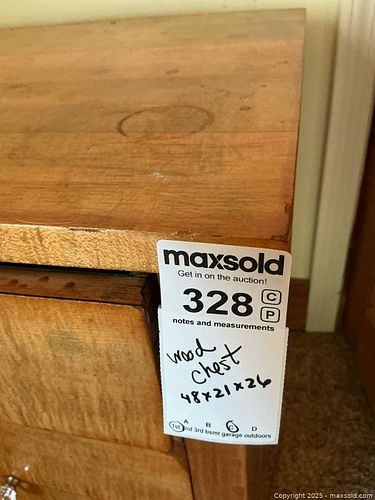 maxsold
Get in on the auction!
328 C
P
notes and measurements
wood
chest
48x21x26
A B C D
1st 2nd 3rd bsmt garage outdoors
Copyright 2025 - maxsold.com